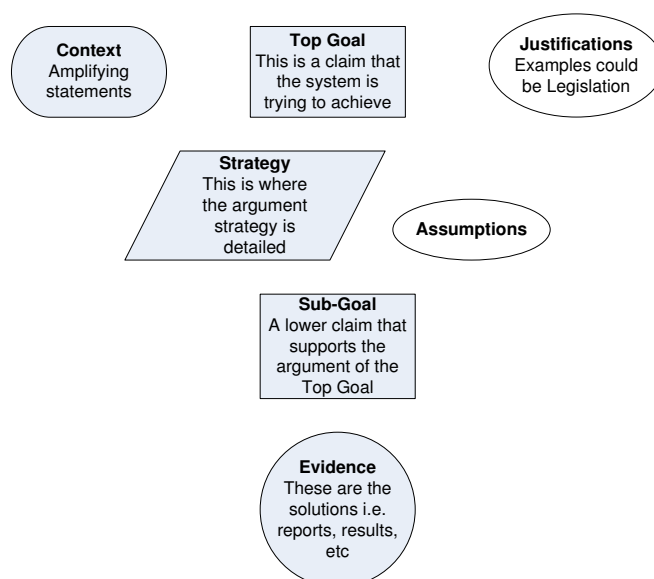 Context
Amplifying
statements
Top Goal
This is a claim that
the system is
trying to achieve
Justifications
Examples could
be Legislation
Strategy
This is where
the argument
strategy is
detailed
Assumptions
Sub-Goal
A lower claim that
supports the
argument of the
Top Goal
Evidence
These are the
solutions i.e.
reports, results,
etc